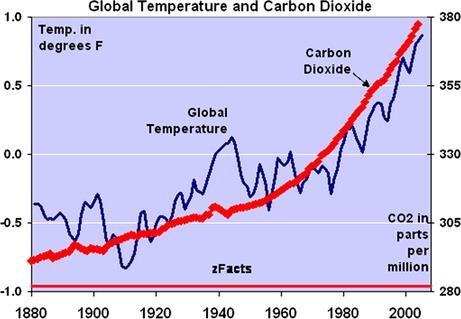 Global Temperature and Carbon Dioxide
1.0
380
Temp. in
degrees F
Carbon
Dioxide
0.5
355
Global
Temperature
0.0
330
-0.5
305
CO2 in
parts
per
million
zFacts
-1.0
280
1880 1900 1920 1940 1960 1980 2000